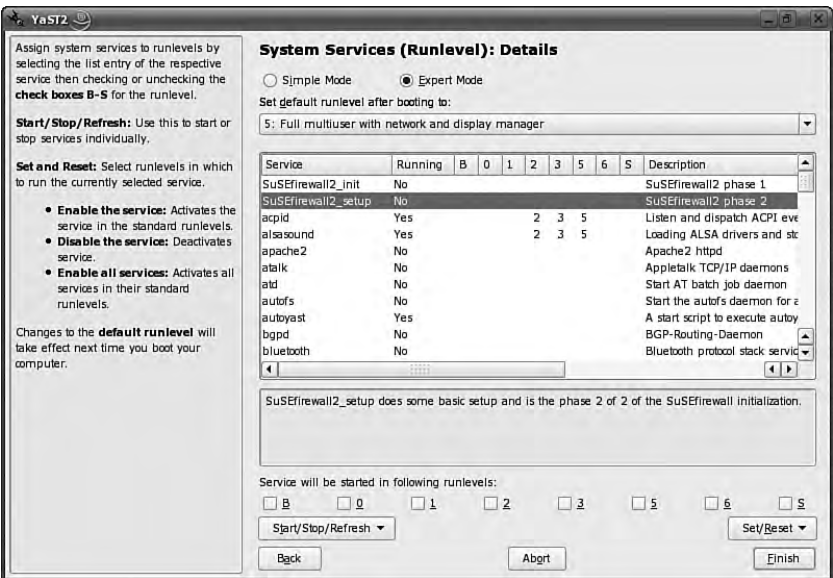 YaST2
Assign system services to runlevels by
selecting the list entry of the respective
service then checking or unchecking the
check boxes B-S for the runlevel.
Start/Stop/Refresh: Use this to start or
stop services individually.
Set and Reset: Select runlevels in which
to run the currently selected service.
• Enable the service: Activates the
service in the standard runlevels.
• Disable the service: Deactivates
service.
• Enable all services: Activates all
services in their standard
runlevels.
Changes to the default runlevel will
take effect next time you boot your
computer.
System Services (Runlevel): Details
Simple Mode Expert Mode
Set default runlevel after booting to:
5: Full multiuser with network and display manager
Service Running B 0 1 2 3 5 6 S Description
SuSEfirewall2_init No SuSEfirewall2 phase 1
SuSEfirewall2_setup No SuSEfirewall2 phase 2
acpid Yes 2 3 5 Listen and dispatch ACPI eve
alsasound Yes 2 3 5 Loading ALSA drivers and sto
apache2 No Apache2 httpd
atalk No Appletalk TCP/IP daemons
atd No Start AT batch job daemon
autofs No Start the autofs daemon for a
autoyast Yes A start script to execute autoy
bgpd No BGP-Routing-Daemon
bluetooth No Bluetooth protocol stack servic
SuSEfirewall2_setup does some basic setup and is the phase 2 of 2 of the SuSEfirewall initialization.
Service will be started in following runlevels:
B 0 1 2 3 5 6 S
Start/Stop/Refresh Set/Reset
Back Abort Finish